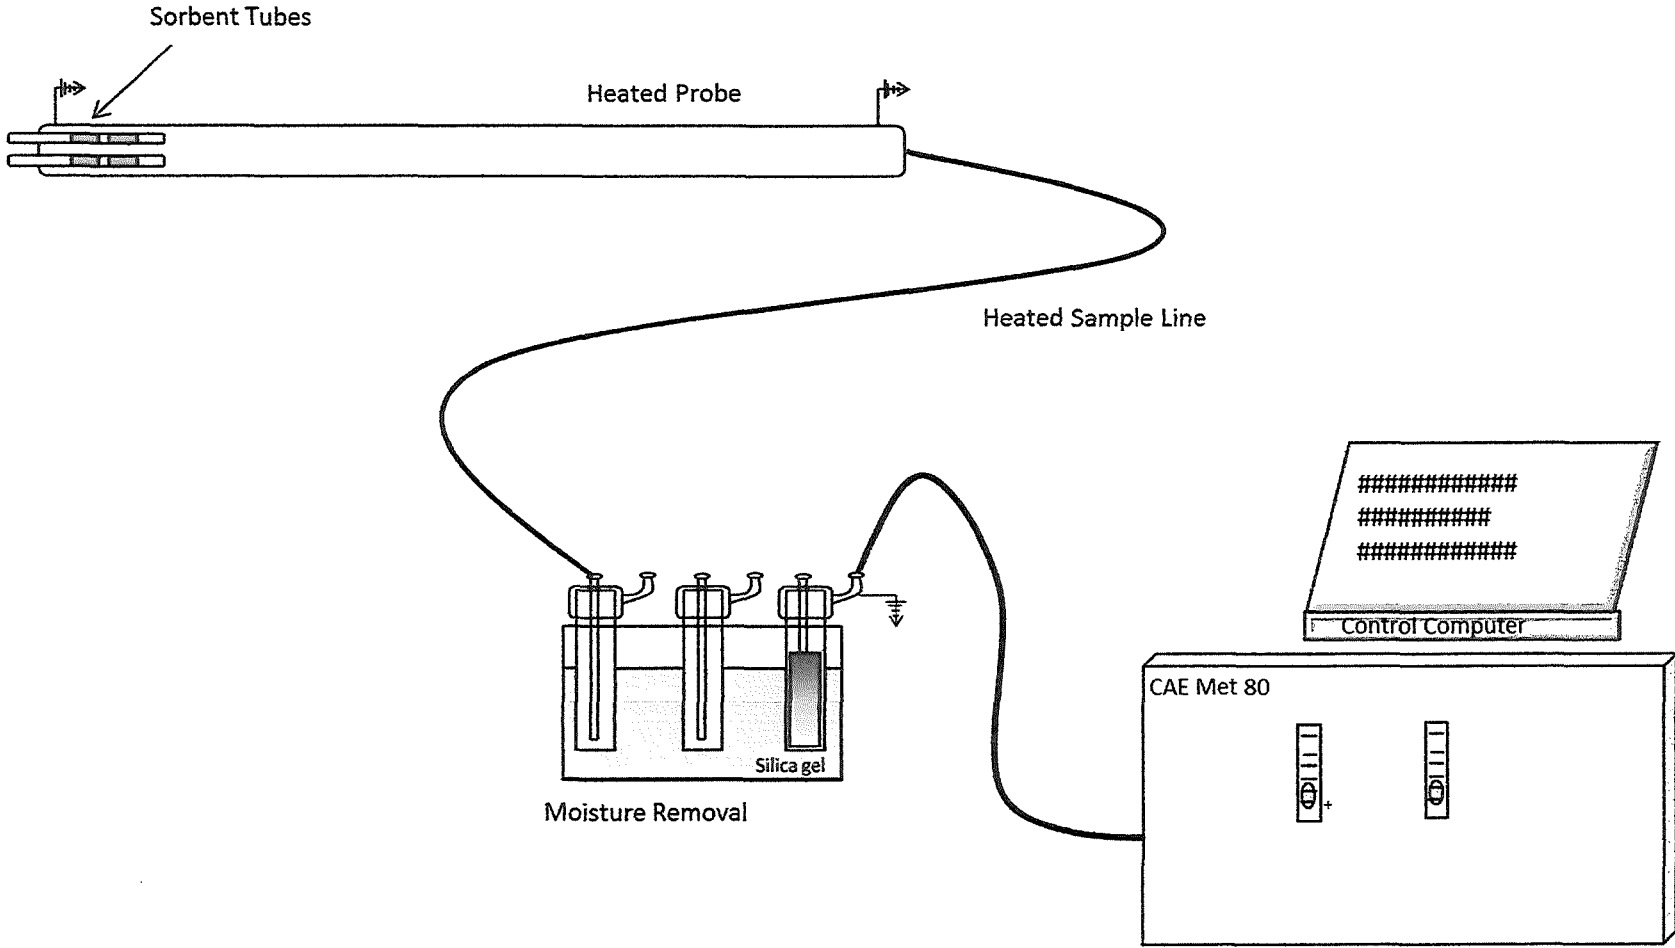 Sorbent Tubes
Heated Probe
Heated Sample Line
#############
###########
#############
Control Computer
CAE Met 80
Silica gel
Moisture Removal